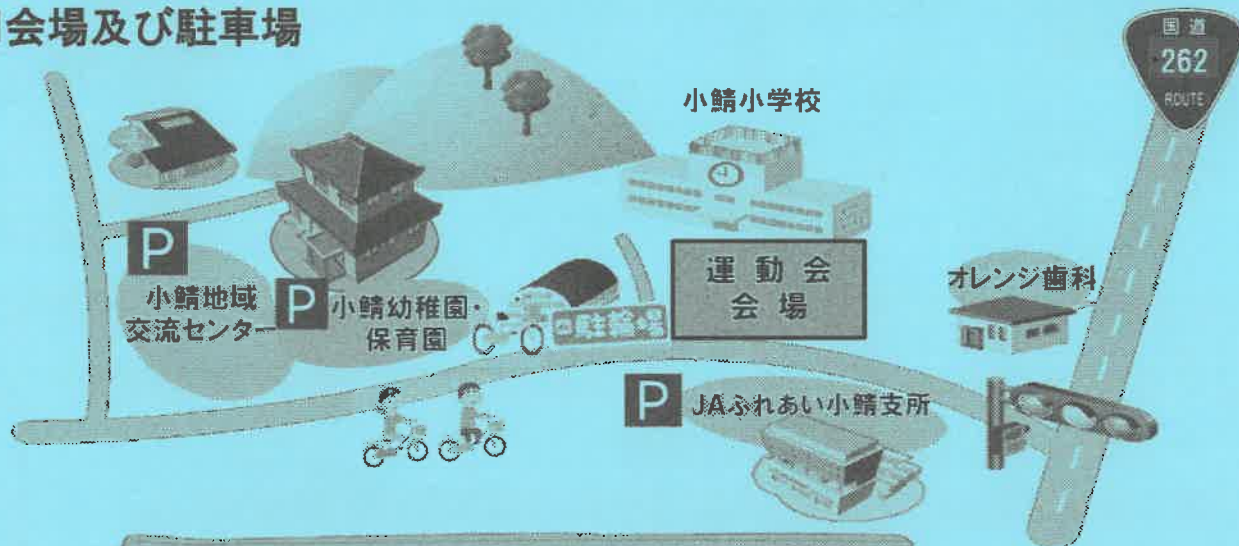 会場及び駐車場
国道
262
ROUTE
小鯖小学校
運動会
会場
オレンジ歯科
P
小鯖地域
交流センター
P
小鯖幼稚園・
保育園
駐輪場
P
JAふれあい小鯖支所